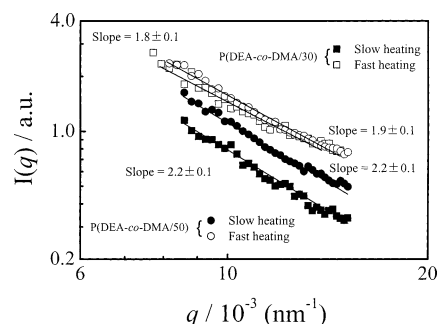 4.0
Slope = 1.8 ± 0.1
P(DEA-co-DMA/30)
Slow heating
Fast heating
I(q) / a.u.
1.0
Slope = 1.9 ± 0.1
Slope = 2.2 ± 0.1
Slope = 2.2 ± 0.1
P(DEA-co-DMA/50)
Slow heating
Fast heating
0.2
6
10
20
q / 10⁻³ (nm⁻¹)